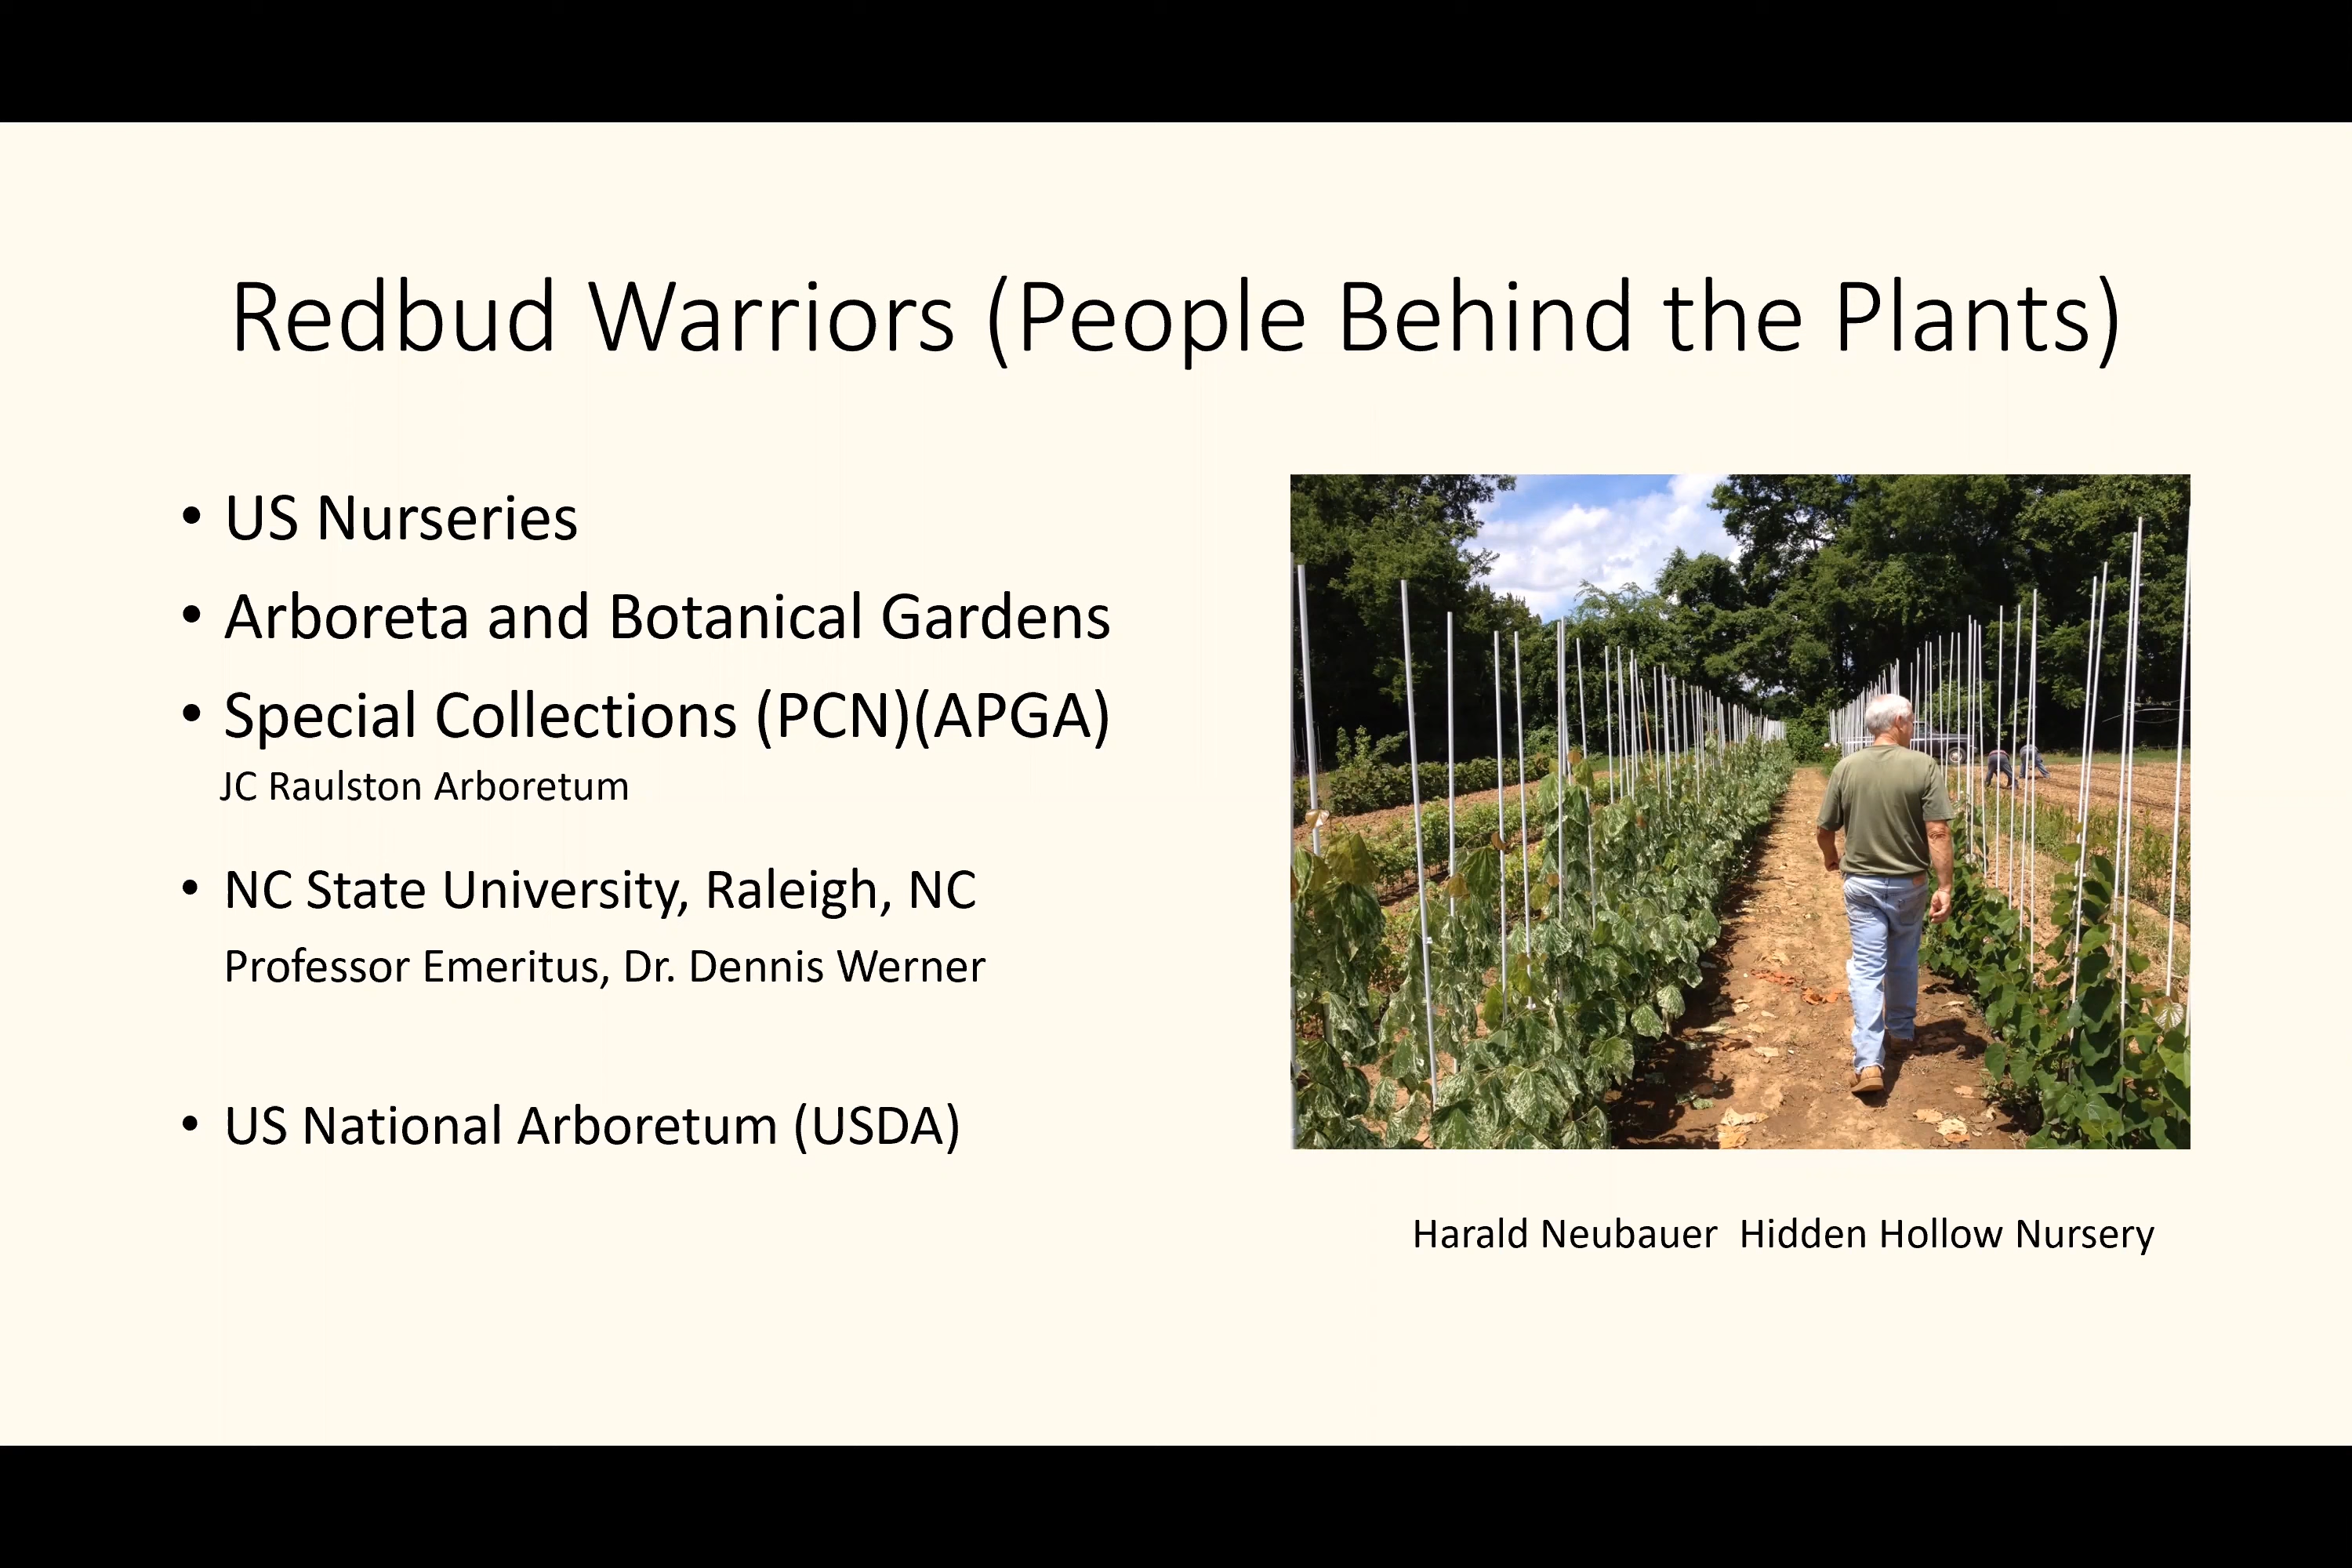 Redbud Warriors (People Behind the Plants)
• US Nurseries
• Arboreta and Botanical Gardens
• Special Collections (PCN)(APGA)
JC Raulston Arboretum
• NC State University, Raleigh, NC
Professor Emeritus, Dr. Dennis Werner
• US National Arboretum (USDA)
Harald Neubauer  Hidden Hollow Nursery